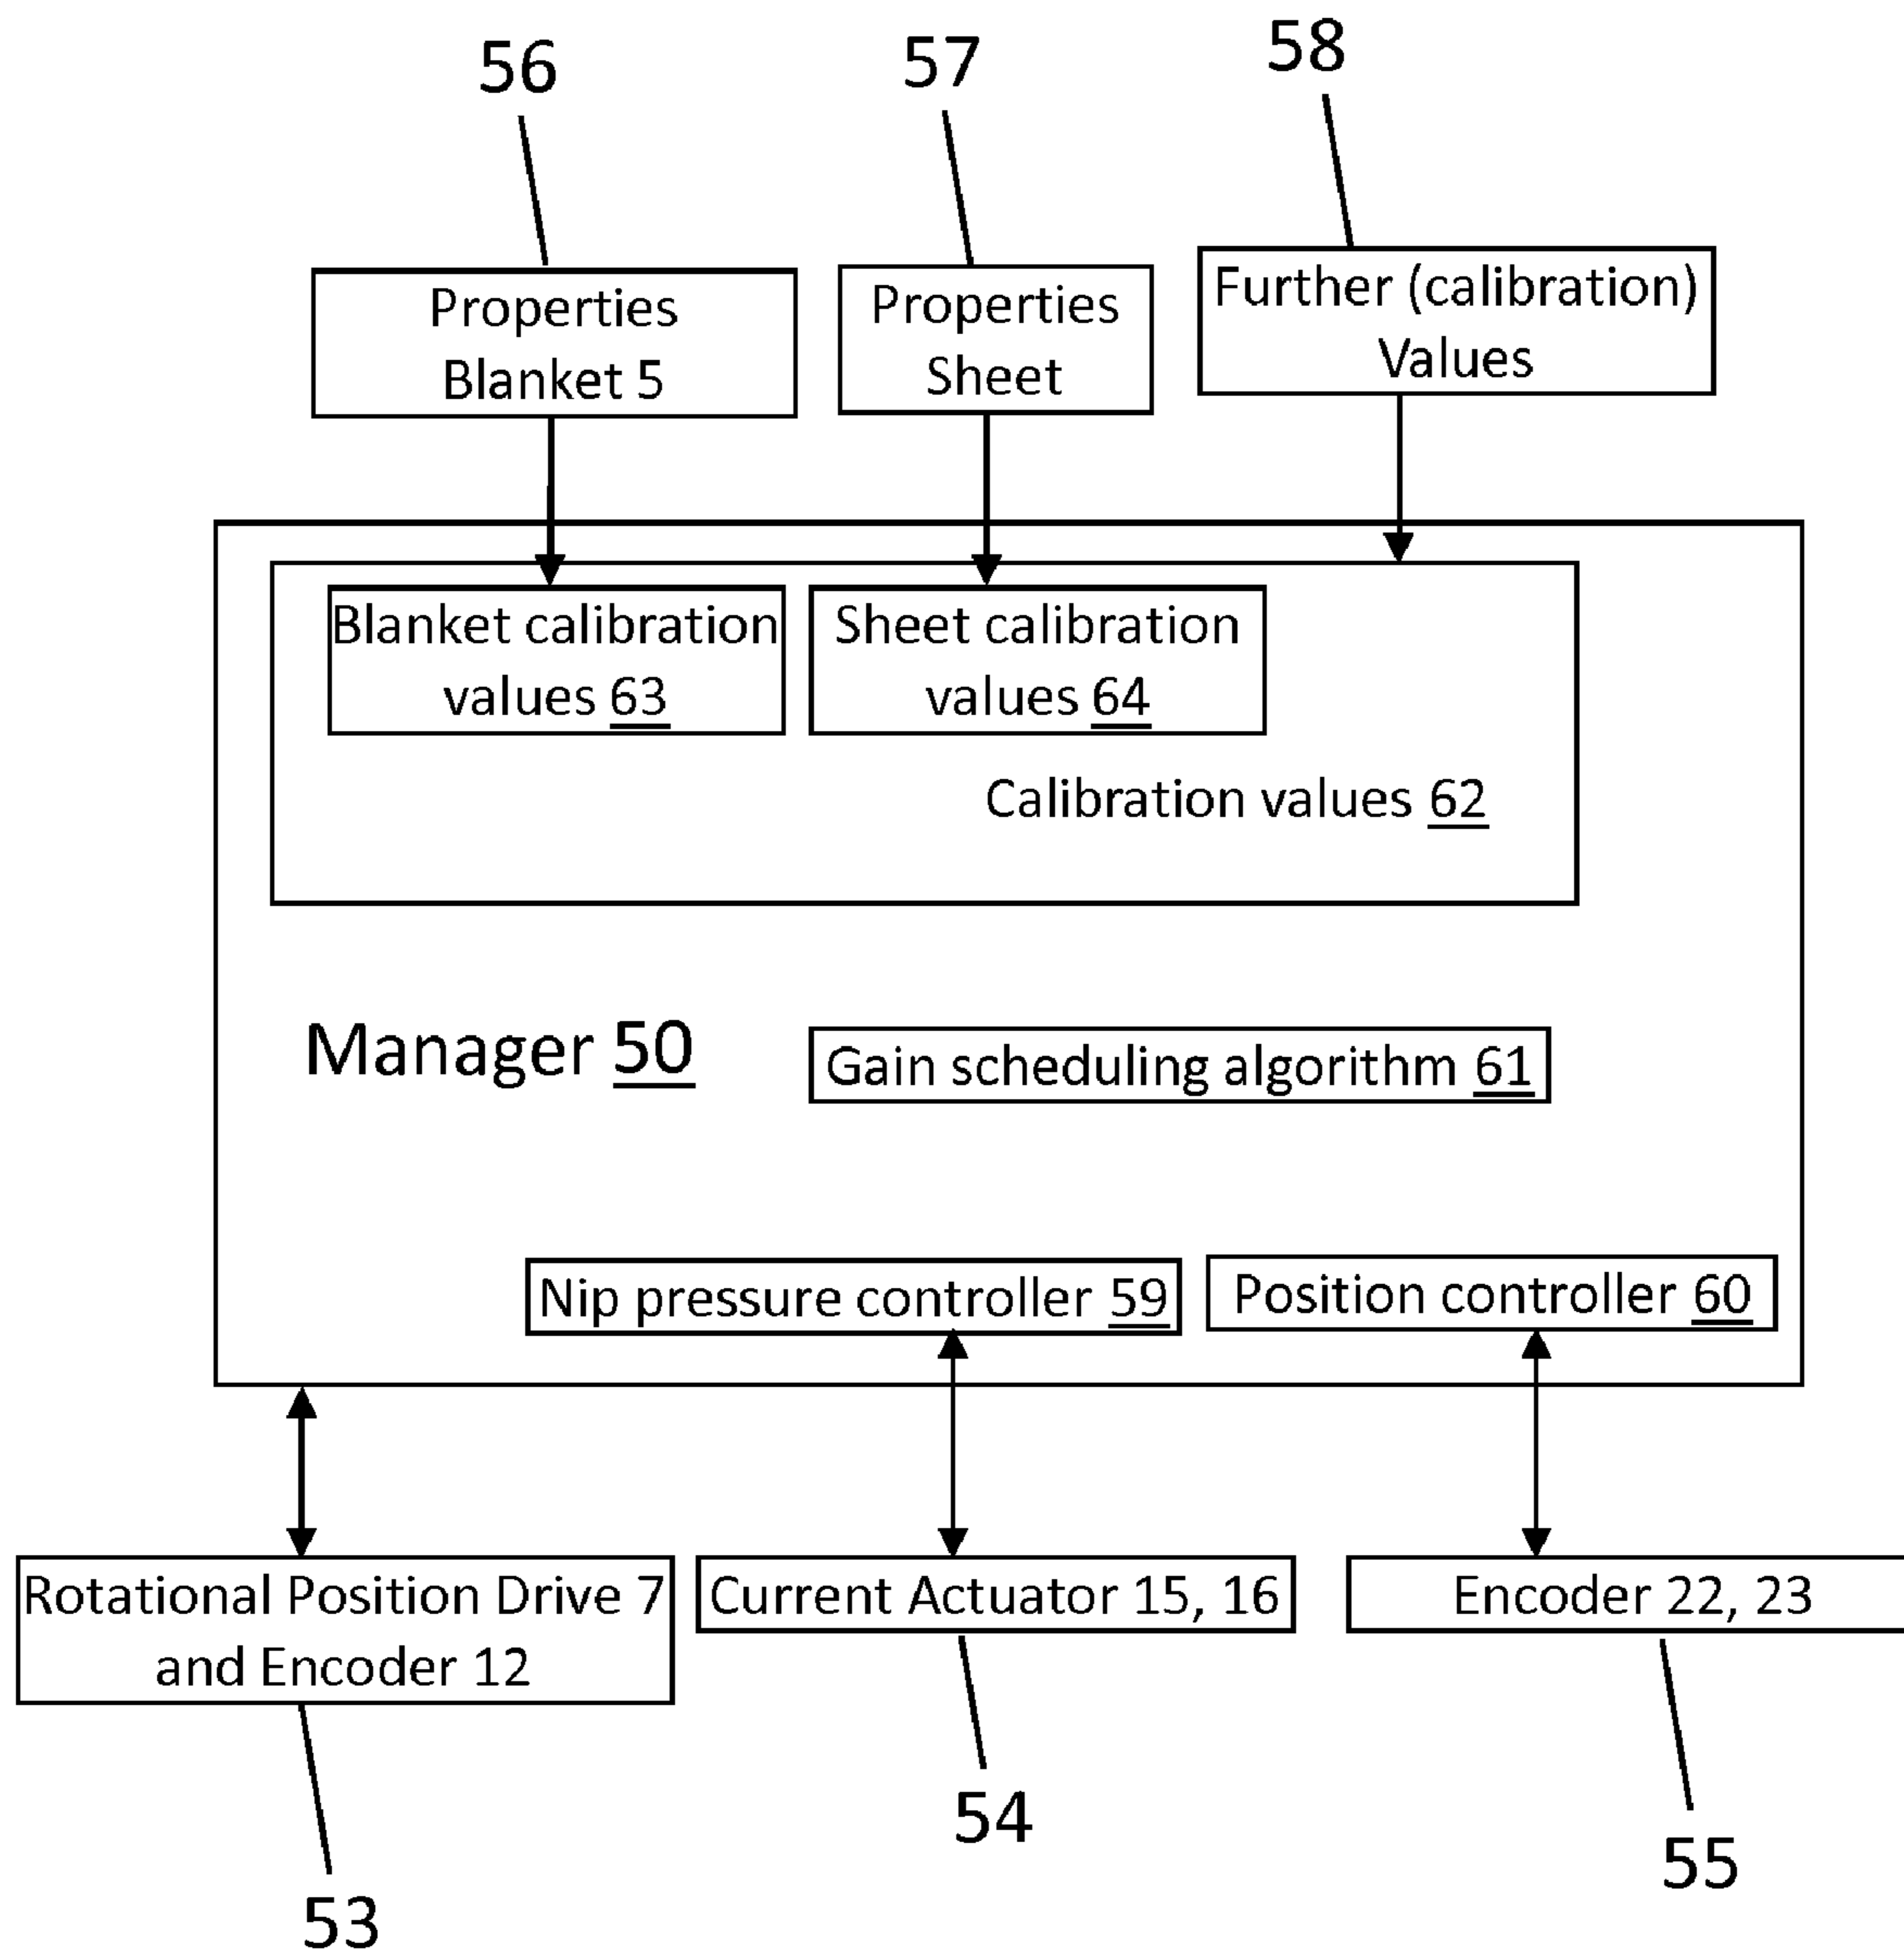 56
57
58
Properties
Blanket 5
Properties
Sheet
Further (calibration)
Values
Blanket calibration
values 63
Sheet calibration
values 64
Calibration values 62
Manager 50
Gain scheduling algorithm 61
Nip pressure controller 59
Position controller 60
Rotational Position Drive 7
and Encoder 12
Current Actuator 15, 16
Encoder 22, 23
53
54
55